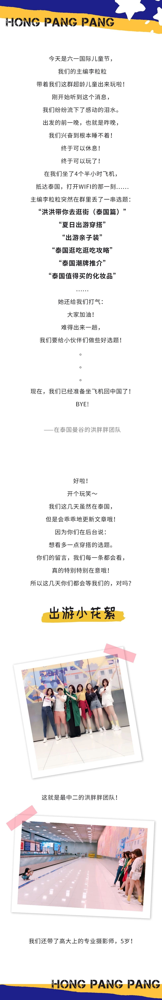 HONG PANG PANG
今天是六一国际儿童节，
我们的主编李粒粒
带着我们这群超龄儿童出来玩啦！
刚开始听到这个消息，
我们纷纷流下了感动的泪水。
出发的前一晚，也就是昨晚，
我们兴奋到根本睡不着！
终于可以休息！
终于可以玩了！
在我们坐了4个半小时飞机，
抵达泰国，打开WIFI的那一刻……
主编李粒粒突然在群里丢了一串选题：
“洪洪带你去逛街（泰国篇）”
“夏日出游穿搭”
“出游亲子装”
“泰国逛吃逛吃攻略”
“泰国潮牌推介”
“泰国值得买的化妆品”
……
她还给我们打气：
大家加油！
难得出来一趟，
我们要给小伙伴们做些好选题！
。
。
。
现在，我们已经准备坐飞机回中国了！
BYE!
——在泰国曼谷的洪胖胖团队
好啦！
开个玩笑～
我们这几天虽然在泰国，
但是会乖乖地更新文章哦！
因为你们在后台说：
想看多一点穿搭的选题。
你们的留言，我们每一条都会看，
真的特别特别在意哦！
所以这几天你们都会等我们的，对吗？
出游小花絮
这就是最中二的洪胖胖团队！
我们还带了高大上的专业摄影师，5岁！
HONG PANG PANG